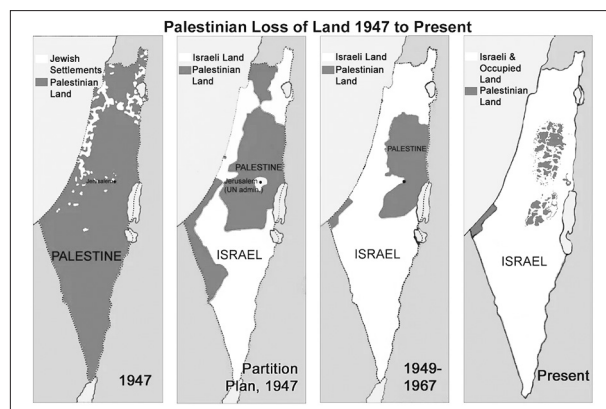 Palestinian Loss of Land 1947 to Present
Jewish
Settlements
Palestinian
Land
Jerusalem
PALESTINE
1947
Israeli Land
Palestinian
Land
PALESTINE
Jerusalem
(UN admin.)
ISRAEL
Partition
Plan, 1947
Israeli Land
Palestinian
Land
PALESTINE
ISRAEL
1949-
1967
Israeli &
Occupied
Land
Palestinian
Land
ISRAEL
Present